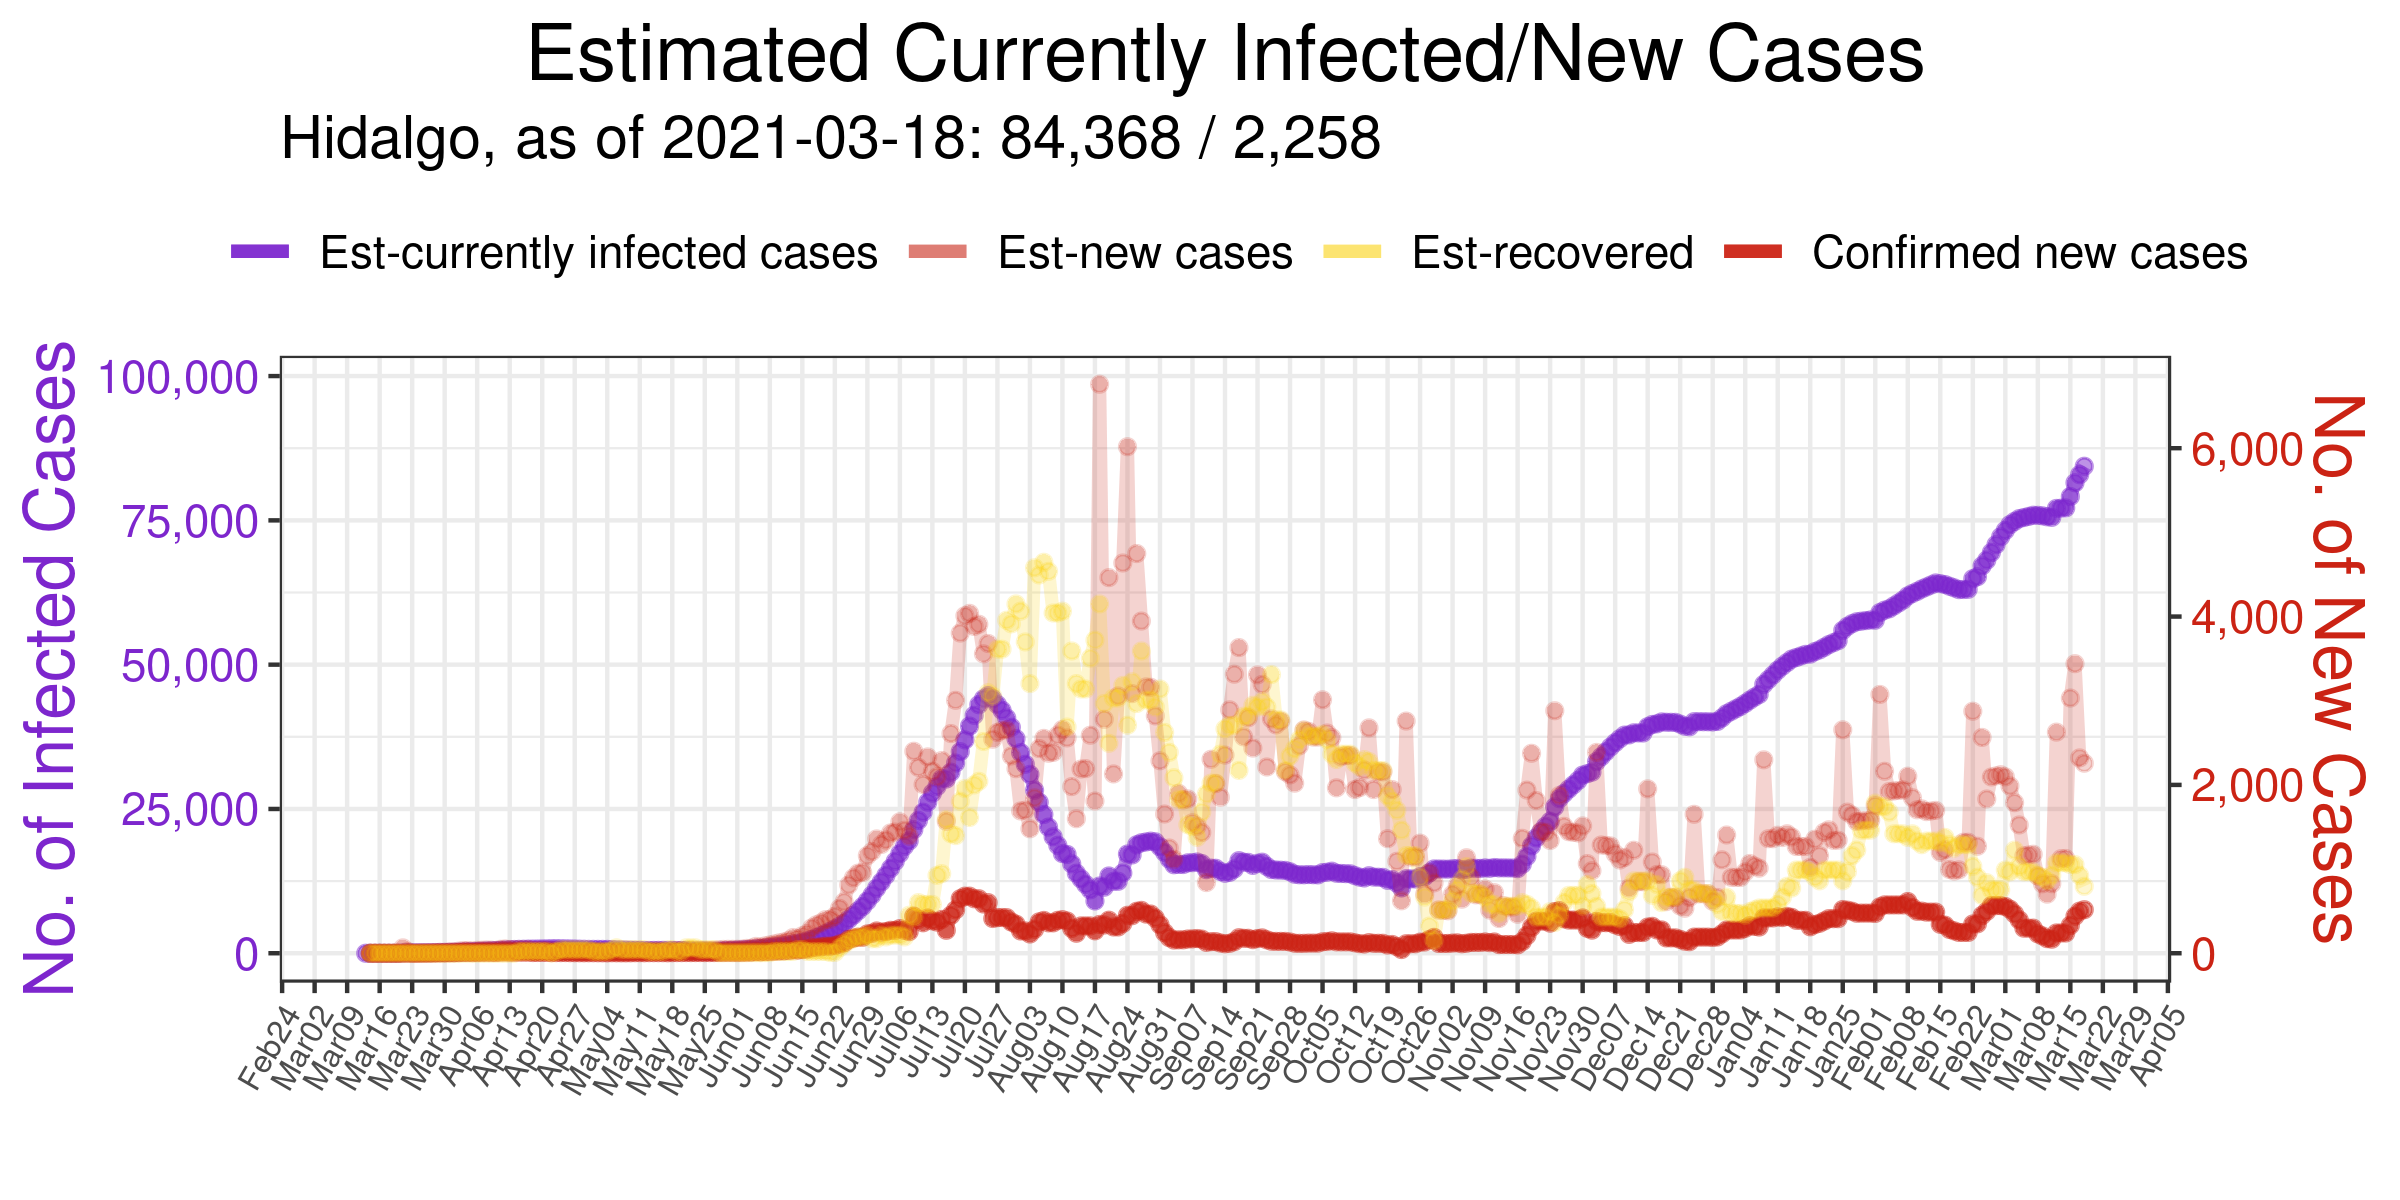 Estimated Currently Infected/New Cases
Hidalgo, as of 2021-03-18: 84,368 / 2,258
Est-currently infected cases Est-new cases Est-recovered Confirmed new cases
No. of Infected Cases
100,000
75,000
50,000
25,000
0
6,000
4,000
2,000
0
No. of New Cases
Feb24 Mar02 Mar09 Mar16 Mar23 Mar30 Apr06 Apr13 Apr20 Apr27 May04 May11 May18 May25 Jun01 Jun08 Jun15 Jun22 Jun29 Jul06 Jul13 Jul20 Jul27 Aug03 Aug10 Aug17 Aug24 Aug31 Sep07 Sep14 Sep21 Sep28 Oct05 Oct12 Oct19 Oct26 Nov02 Nov09 Nov16 Nov23 Nov30 Dec07 Dec14 Dec21 Dec28 Jan04 Jan11 Jan18 Jan25 Feb01 Feb08 Feb15 Feb22 Mar01 Mar08 Mar15 Mar22 Mar29 Apr05